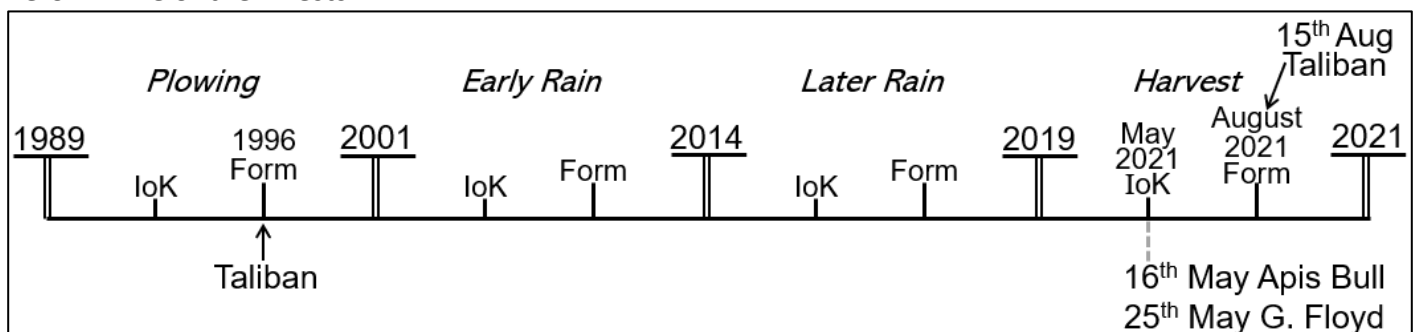 15th Aug
Taliban
Plowing Early Rain Later Rain Harvest
1989 IoK 1996 Form 2001 IoK Form 2014 IoK Form 2019 May 2021 IoK August 2021 Form 2021
Taliban
16th May Apis Bull
25th May G. Floyd